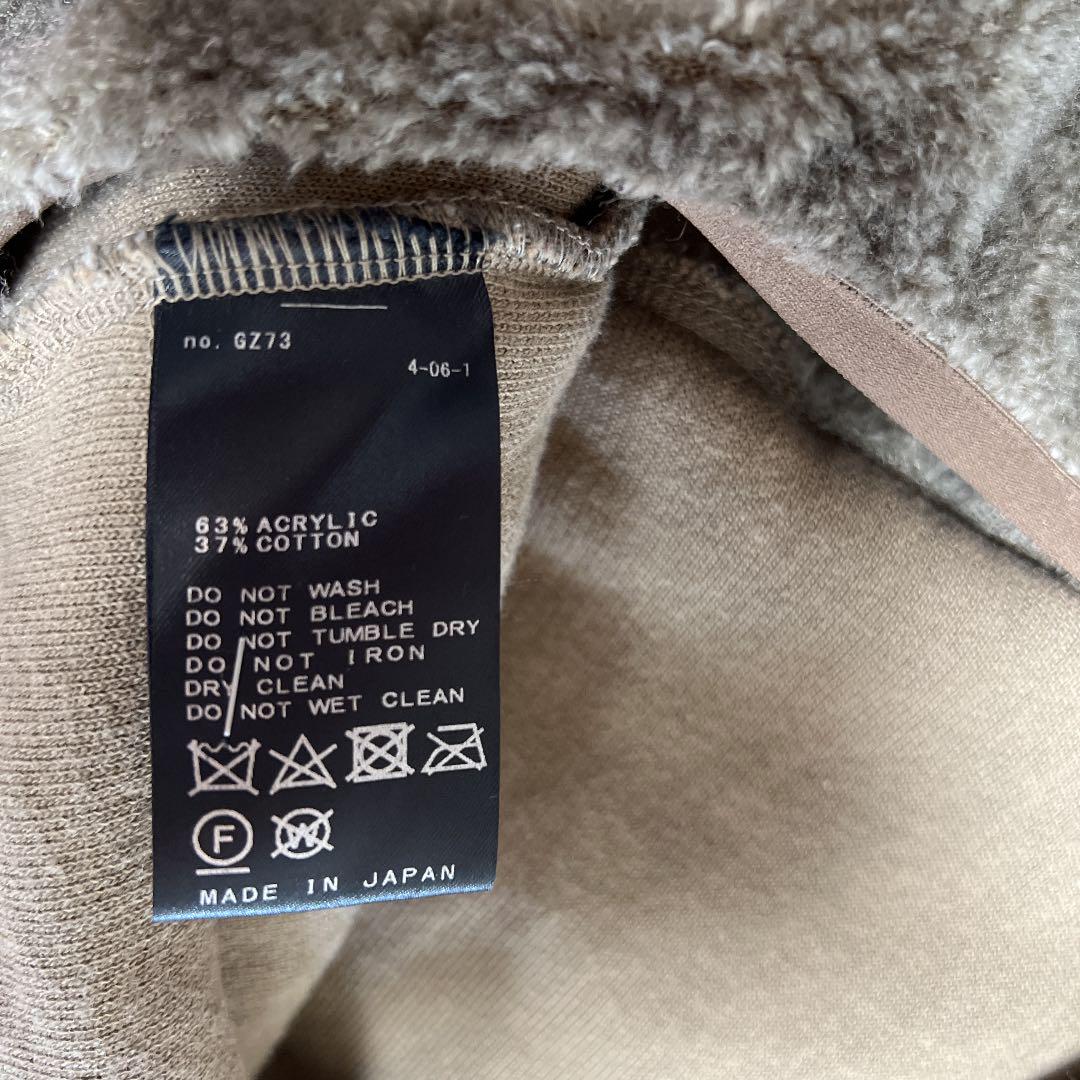 no. GZ73
4-06-1
63% ACRYLIC
37% COTTON
DO NOT WASH
DO NOT BLEACH
DO NOT TUMBLE DRY
DO NOT IRON
DRY CLEAN
DO NOT WET CLEAN
F W
MADE IN JAPAN